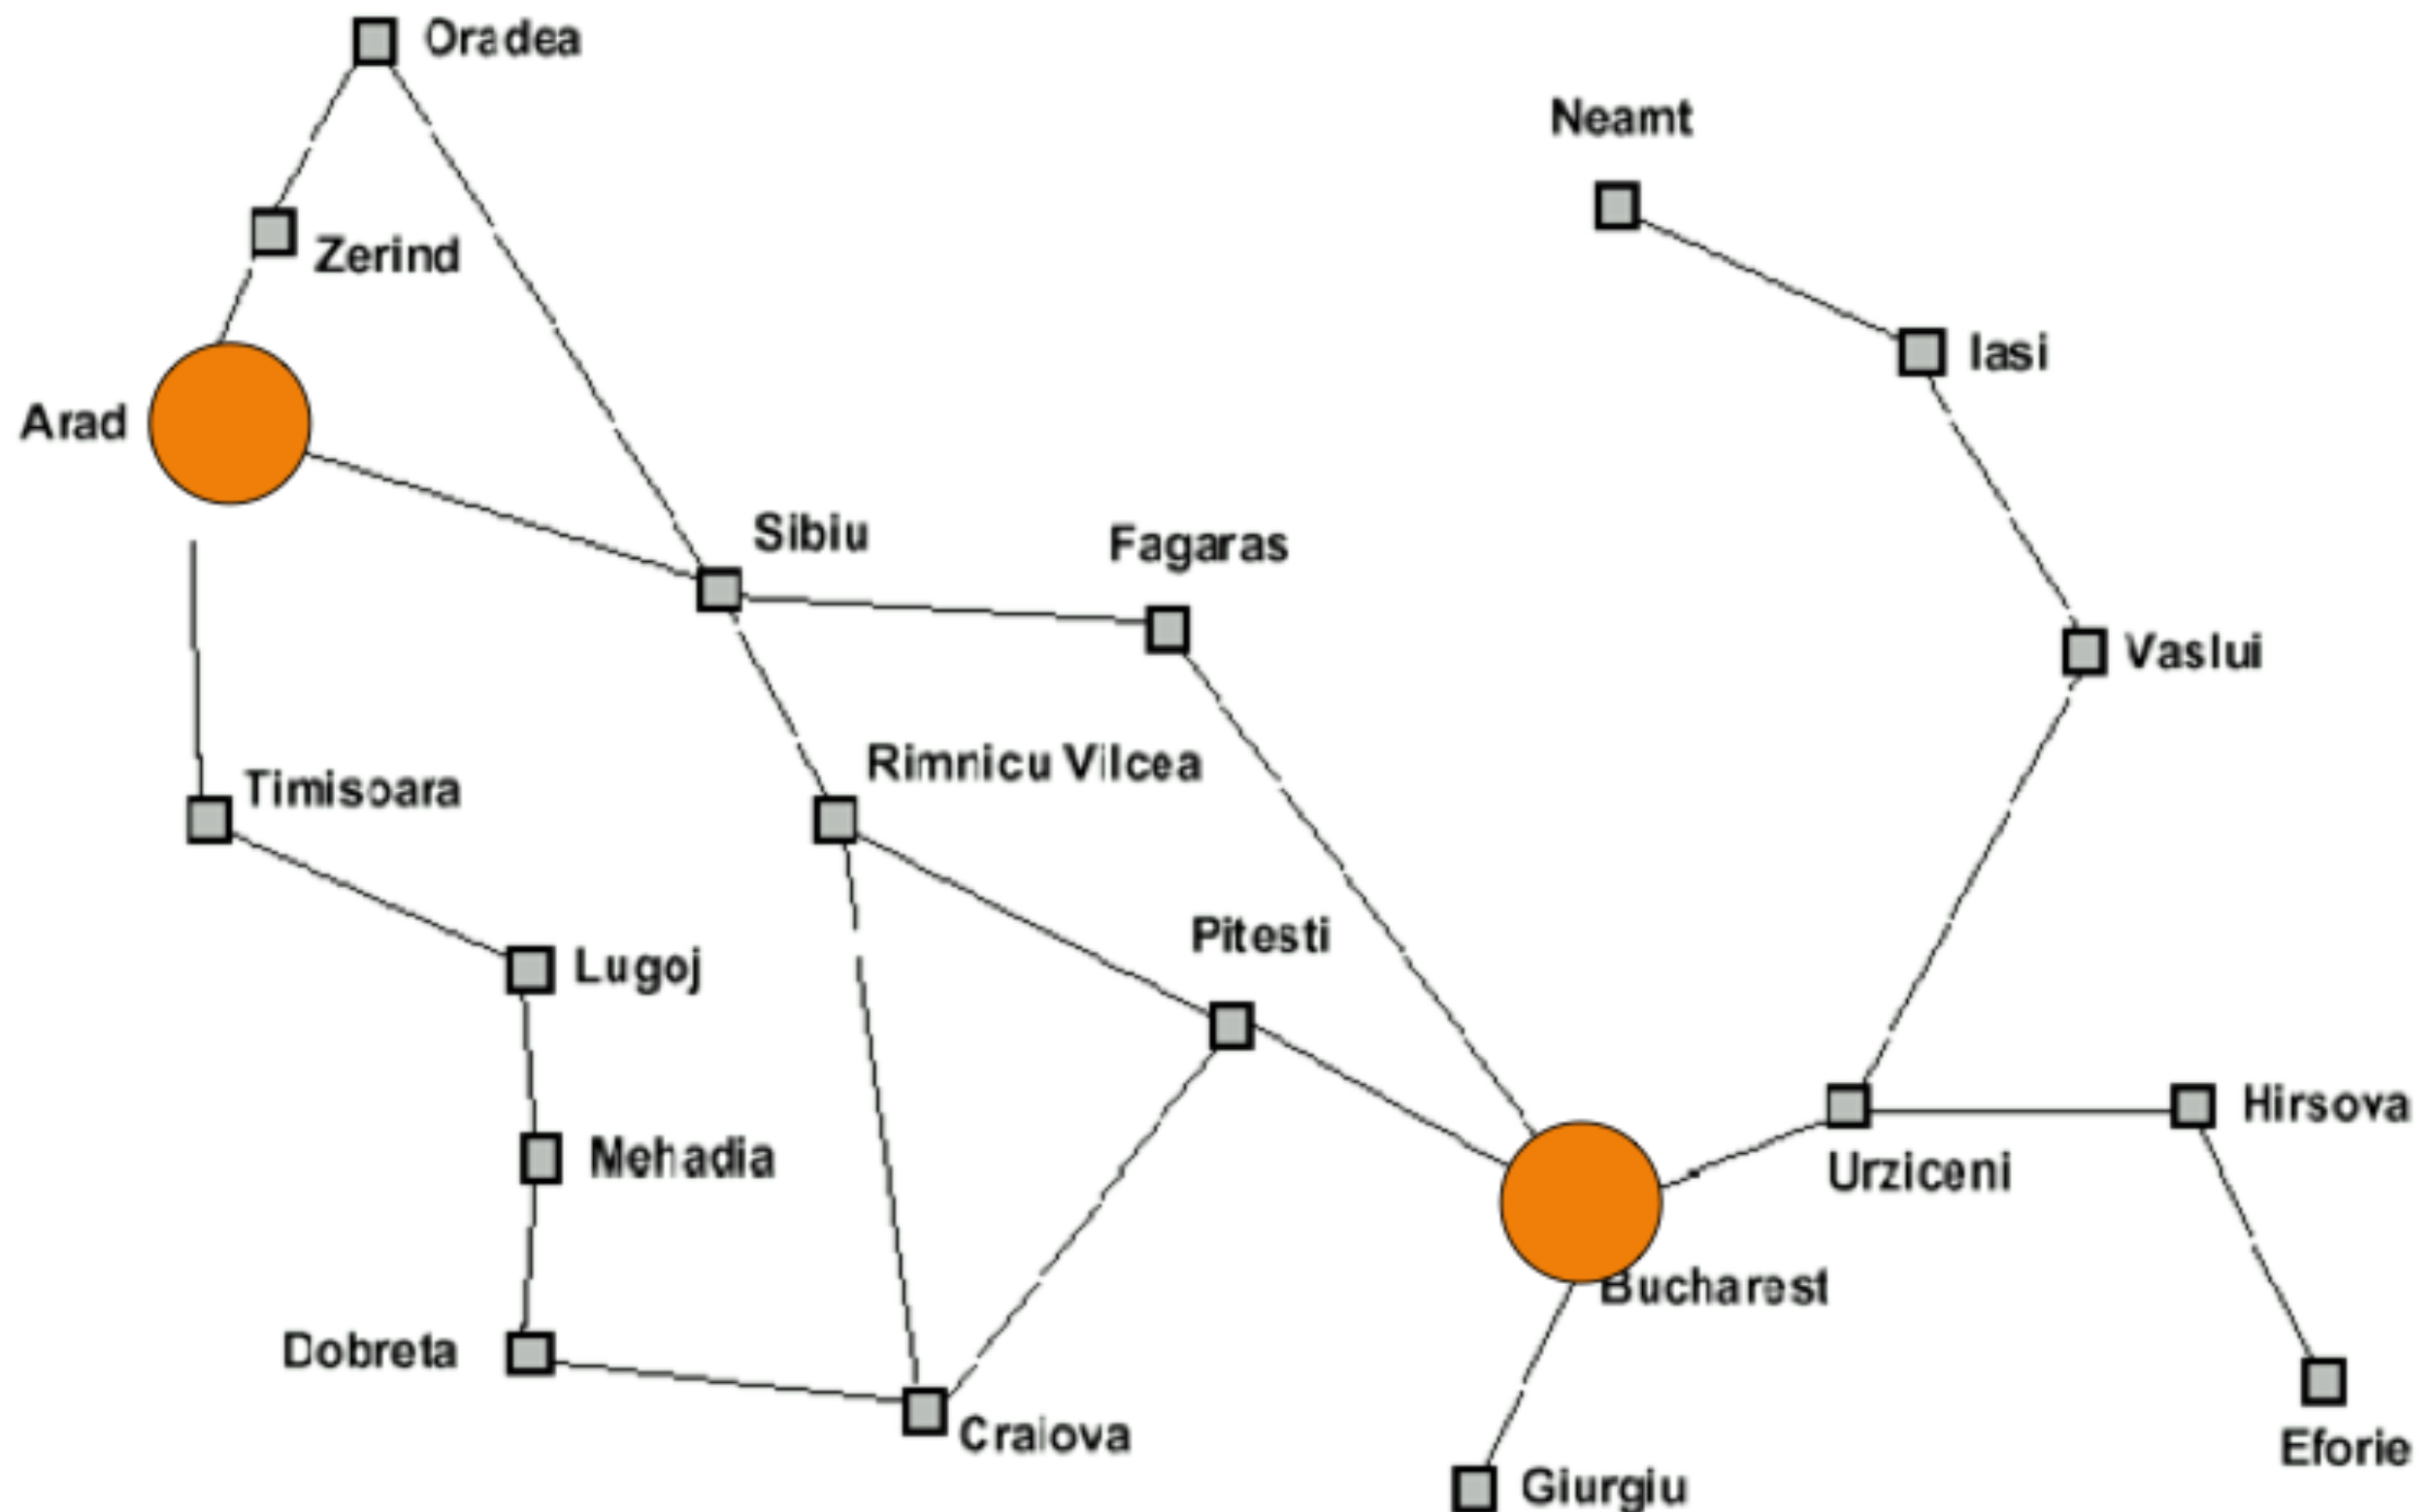 Oradea
Neamt
Zerind
Iasi
Arad
Sibiu
Fagaras
Vaslui
Rimnicu Vilcea
Timisoara
Pitesti
Lugoj
Hirsova
Mehadia
Urziceni
Bucharest
Dobreta
Craiova
Eforie
Giurgiu